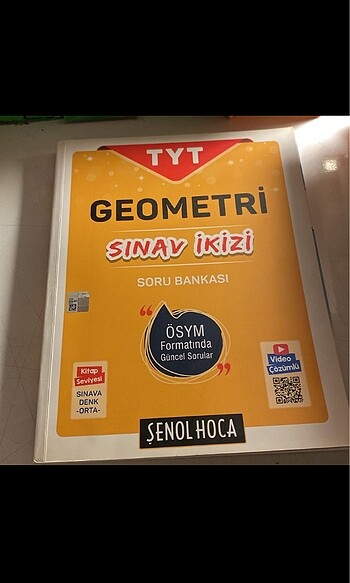 TYT
GEOMETRİ
SINAV İKİZİ
SORU BANKASI
“ÖSYM
Formatında
Güncel Sorular”
Kitap
Seviyesi
SINAVA
DENK
-ORTA-
Video
Çözümlü
ŞENOL HOCA